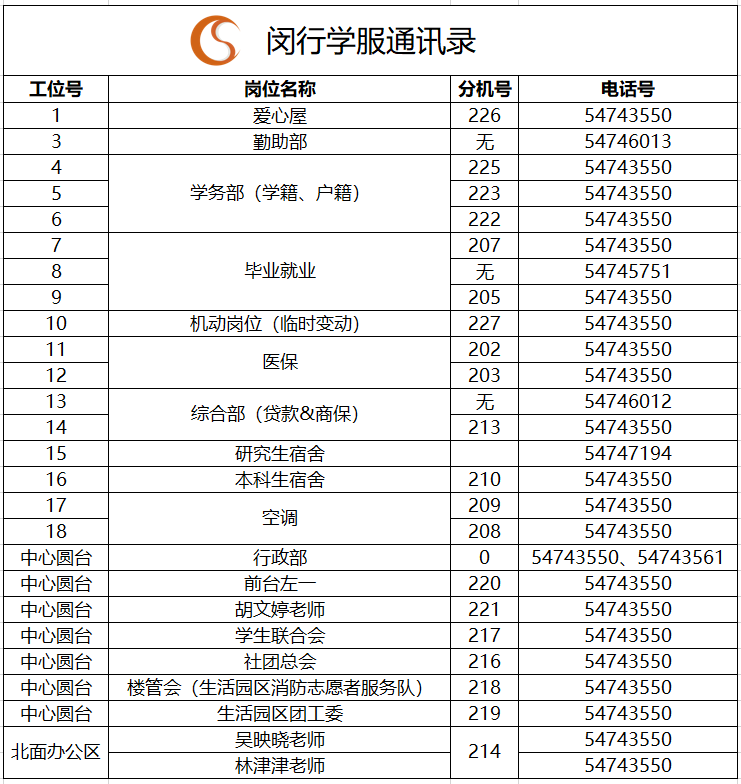 闵行学服通讯录
工位号 岗位名称 分机号 电话号
1 爱心屋 226 54743550
3 勤助部 无 54746013
4 学务部（学籍、户籍） 225 54743550
5 223 54743550
6 222 54743550
7 毕业就业 207 54743550
8 无 54745751
9 205 54743550
10 机动岗位（临时变动） 227 54743550
11 医保 202 54743550
12 203 54743550
13 综合部（贷款&商保） 无 54746012
14 213 54743550
15 研究生宿舍 54747194
16 本科生宿舍 210 54743550
17 空调 209 54743550
18 208 54743550
中心圆台 行政部 0 54743550、54743561
中心圆台 前台左一 220 54743550
中心圆台 胡文婷老师 221 54743550
中心圆台 学生联合会 217 54743550
中心圆台 社团总会 216 54743550
中心圆台 楼管会（生活园区消防志愿者服务队） 218 54743550
中心圆台 生活园区团工委 219 54743550
北面办公区 吴映晓老师 214 54743550
林津津老师 54743550